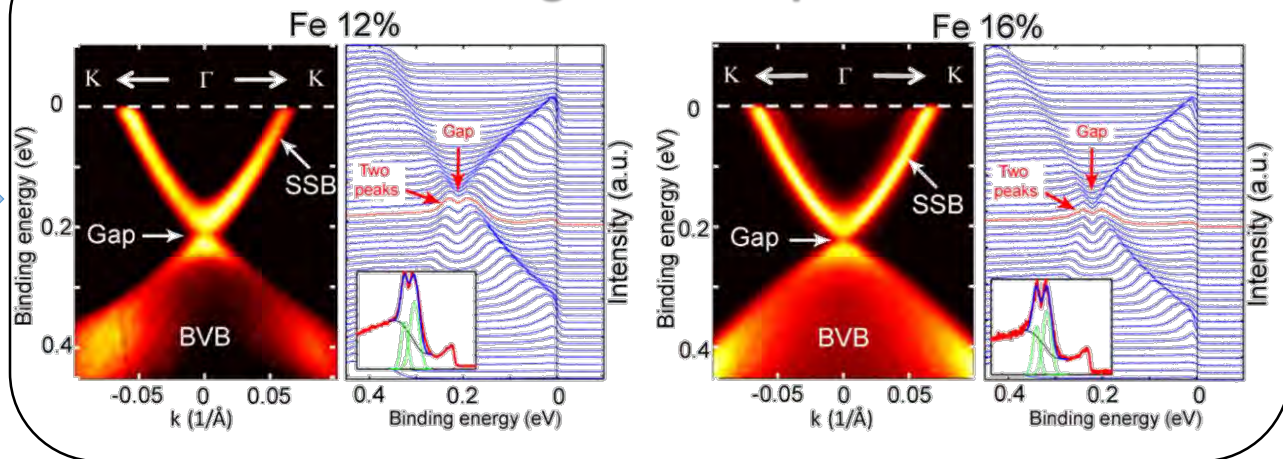 Fe 12%
K Γ K
0
0.2
0.4
Binding energy (eV)
SSB
Gap
BVB
-0.05 0 0.05
k (1/Å)
Gap
Two
peaks
0.4 0.2 0
Binding energy (eV)
Intensity (a.u.)
Fe 16%
K Γ K
0
0.2
0.4
Binding energy (eV)
SSB
Gap
BVB
-0.05 0 0.05
k (1/Å)
Gap
Two
peaks
0.4 0.2 0
Binding energy (eV)
Intensity (a.u.)